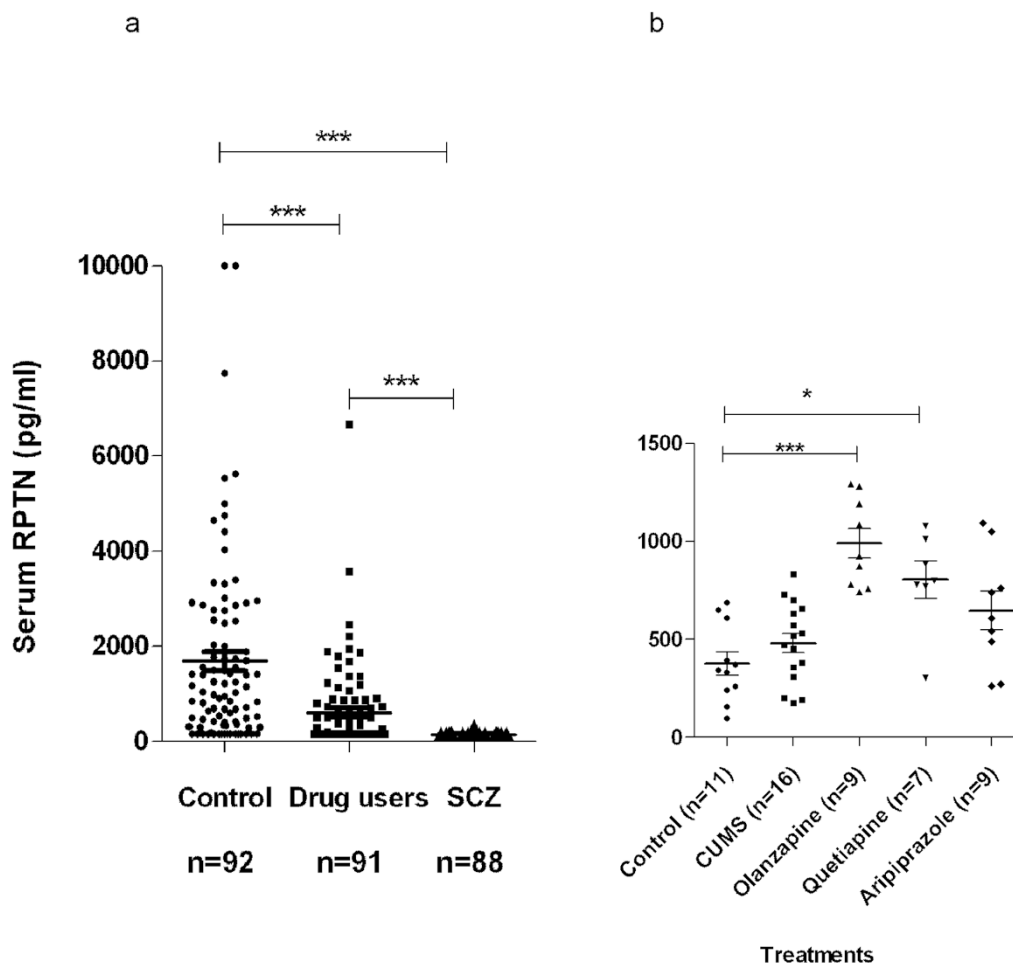 a
***
***
***
10000
8000
6000
4000
2000
0
Serum RPTN (pg/ml)
Control Drug users SCZ
n=92 n=91 n=88
b
*
***
1500
1000
500
0
Control (n=11)
CUMS (n=16)
Olanzapine (n=9)
Quetiapine (n=7)
Aripiprazole (n=9)
Treatments